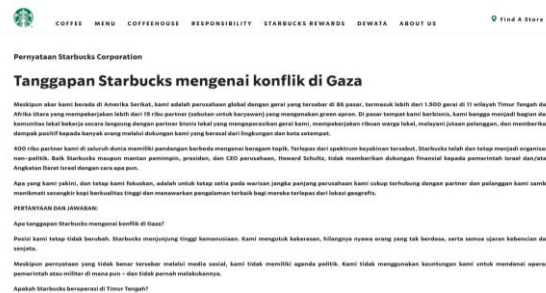 COFFEE MENU COFFEEHOUSE RESPONSIBILITY STARBUCKS REWARDS DEWATA ABOUT US Find A Store
Pernyataan Starbucks Corporation
Tanggapan Starbucks mengenai konflik di Gaza
Meskipun akar kami berada di Amerika Serikat, kami adalah perusahaan global dengan gerai yang tersebar di 86 pasar, termasuk lebih dari 1.900 gerai di 11 wilayah Timur Tengah da
Afrika Utara yang mempekerjakan lebih dari 19 ribu partner (sebutan untuk karyawan) yang mengenakan green apron. Di pasar tempat kami berbisnis, kami bangga menjadi bagian da
komunitas lokal bekerja secara langsung dengan partner bisnis lokal yang mengoperasikan gerai kami, mempekerjakan ribuan warga lokal, melayani jutaan pelanggan, dan memberika
dampak positif kepada banyak orang melalui dukungan kami yang berasal dari lingkungan dan kota setempat.
400 ribu partner kami di seluruh dunia memiliki pandangan berbeda mengenai beragam topik. Terlepas dari spektrum keyakinan tersebut, Starbucks telah dan tetap menjadi organisa
non-politik. Baik Starbucks maupun mantan pemimpin, presiden, dan CEO perusahaan, Howard Schultz, tidak memberikan dukungan finansial kepada pemerintah Israel dan/ata
Angkatan Darat Israel dengan cara apa pun.
Apa yang kami yakini, dan tetap kami fokuskan, adalah untuk tetap setia pada warisan jangka panjang perusahaan kami cukup terhubung dengan partner dan pelanggan kami samb
menikmati secangkir kopi berkualitas tinggi dan menawarkan pengalaman terbaik bagi mereka terlepas dari lokasi geografis.
PERTANYAAN DAN JAWABAN:
Apa tanggapan Starbucks mengenai konflik di Gaza?
Posisi kami tetap tidak berubah. Starbucks menjunjung tinggi kemanusiaan. Kami mengutuk kekerasan, hilangnya nyawa orang yang tak berdosa, serta semua ujaran kebencian da
senjata.
Meskipun pernyataan yang tidak benar tersebar melalui media sosial, kami tidak memiliki agenda politik. Kami tidak menggunakan keuntungan kami untuk mendanai opera
pemerintah atau militer di mana pun – dan tidak pernah melakukannya.
Apakah Starbucks beroperasi di Timur Tengah?